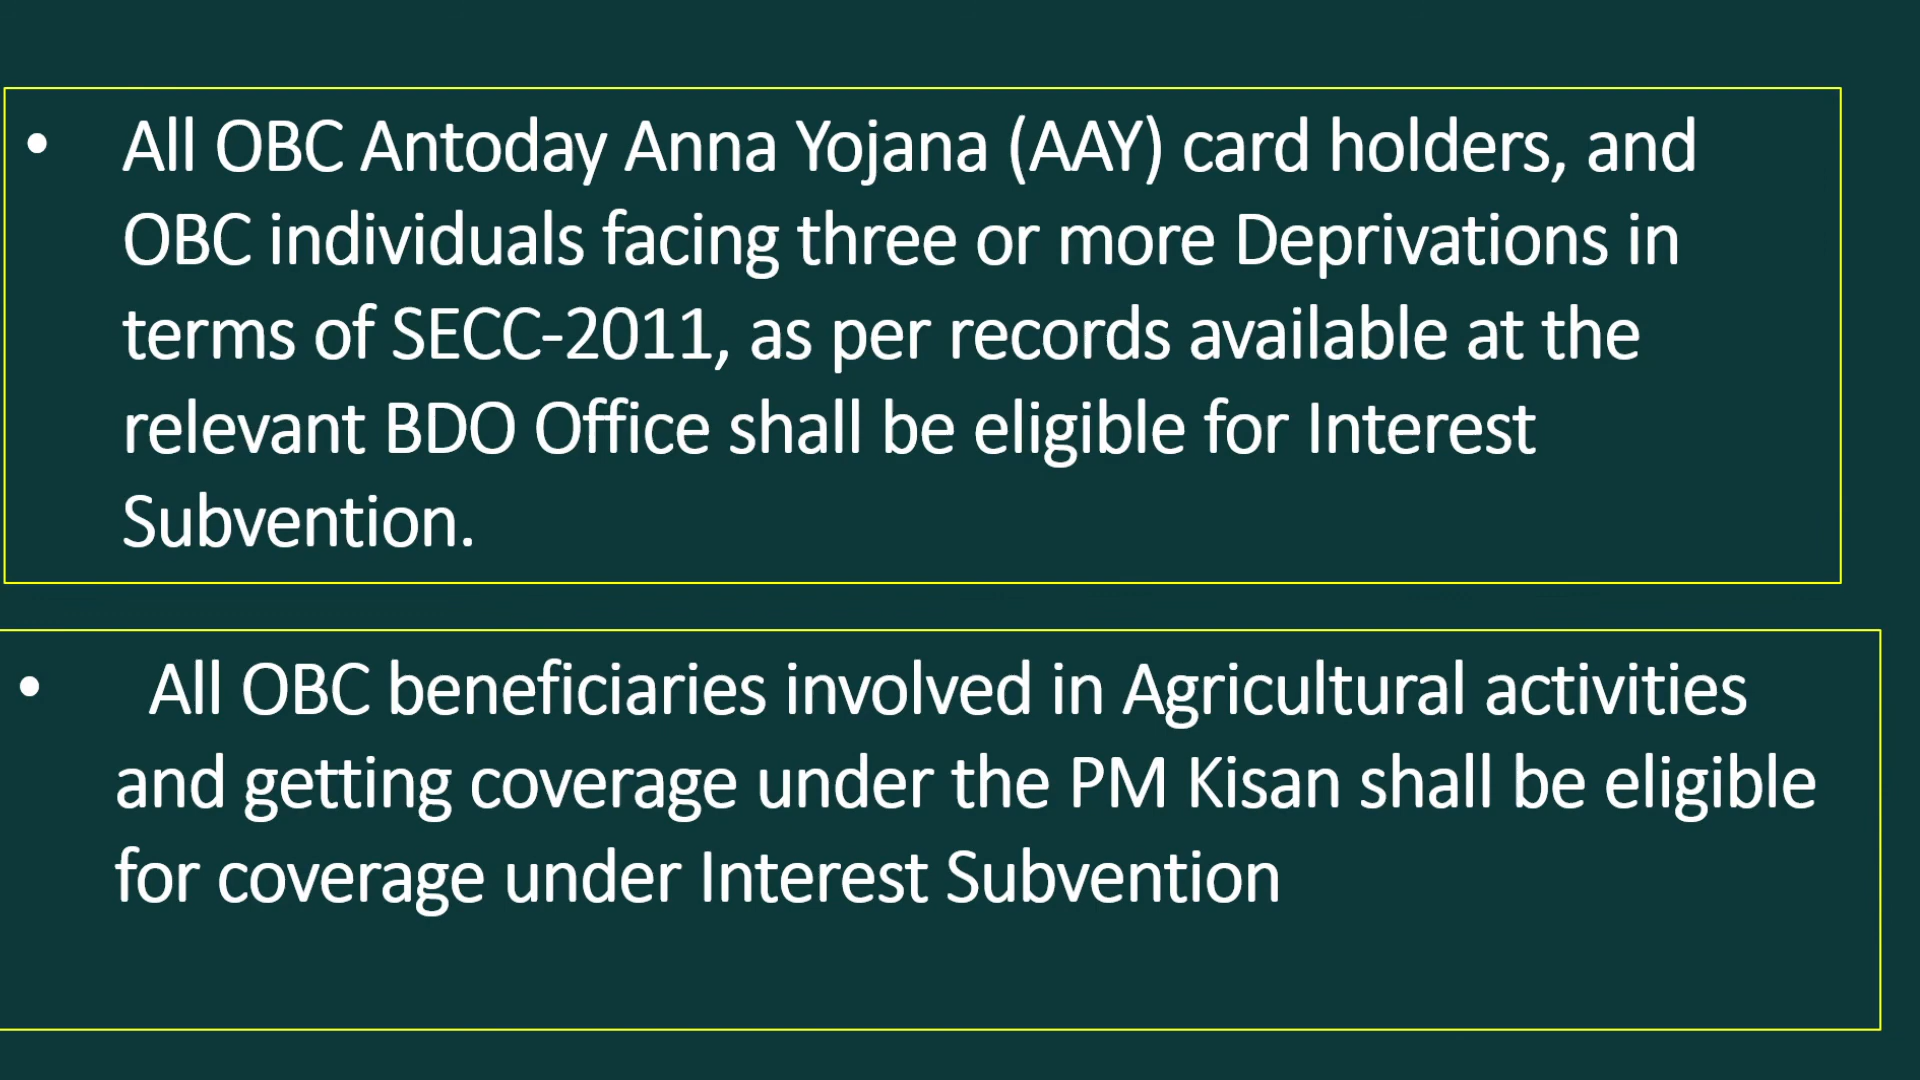 • All OBC Antoday Anna Yojana (AAY) card holders, and
OBC individuals facing three or more Deprivations in
terms of SECC-2011, as per records available at the
relevant BDO Office shall be eligible for Interest
Subvention.
• All OBC beneficiaries involved in Agricultural activities
and getting coverage under the PM Kisan shall be eligible
for coverage under Interest Subvention